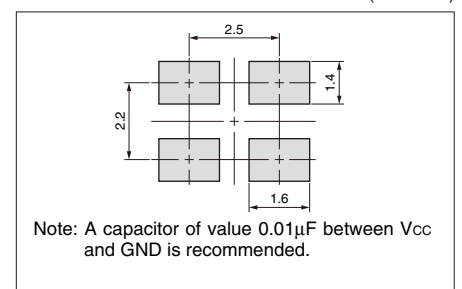 2.5
1.4
2.2
1.6
Note: A capacitor of value 0.01μF between Vcc
and GND is recommended.